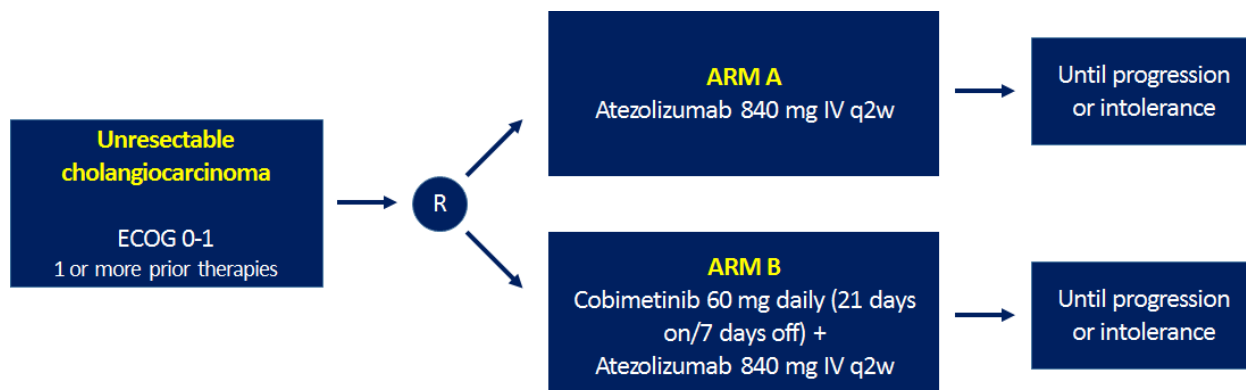 Unresectable
cholangiocarcinoma
ECOG 0-1
1 or more prior therapies
R
ARM A
Atezolizumab 840 mg IV q2w
Until progression
or intolerance
ARM B
Cobimetinib 60 mg daily (21 days
on/7 days off) +
Atezolizumab 840 mg IV q2w
Until progression
or intolerance